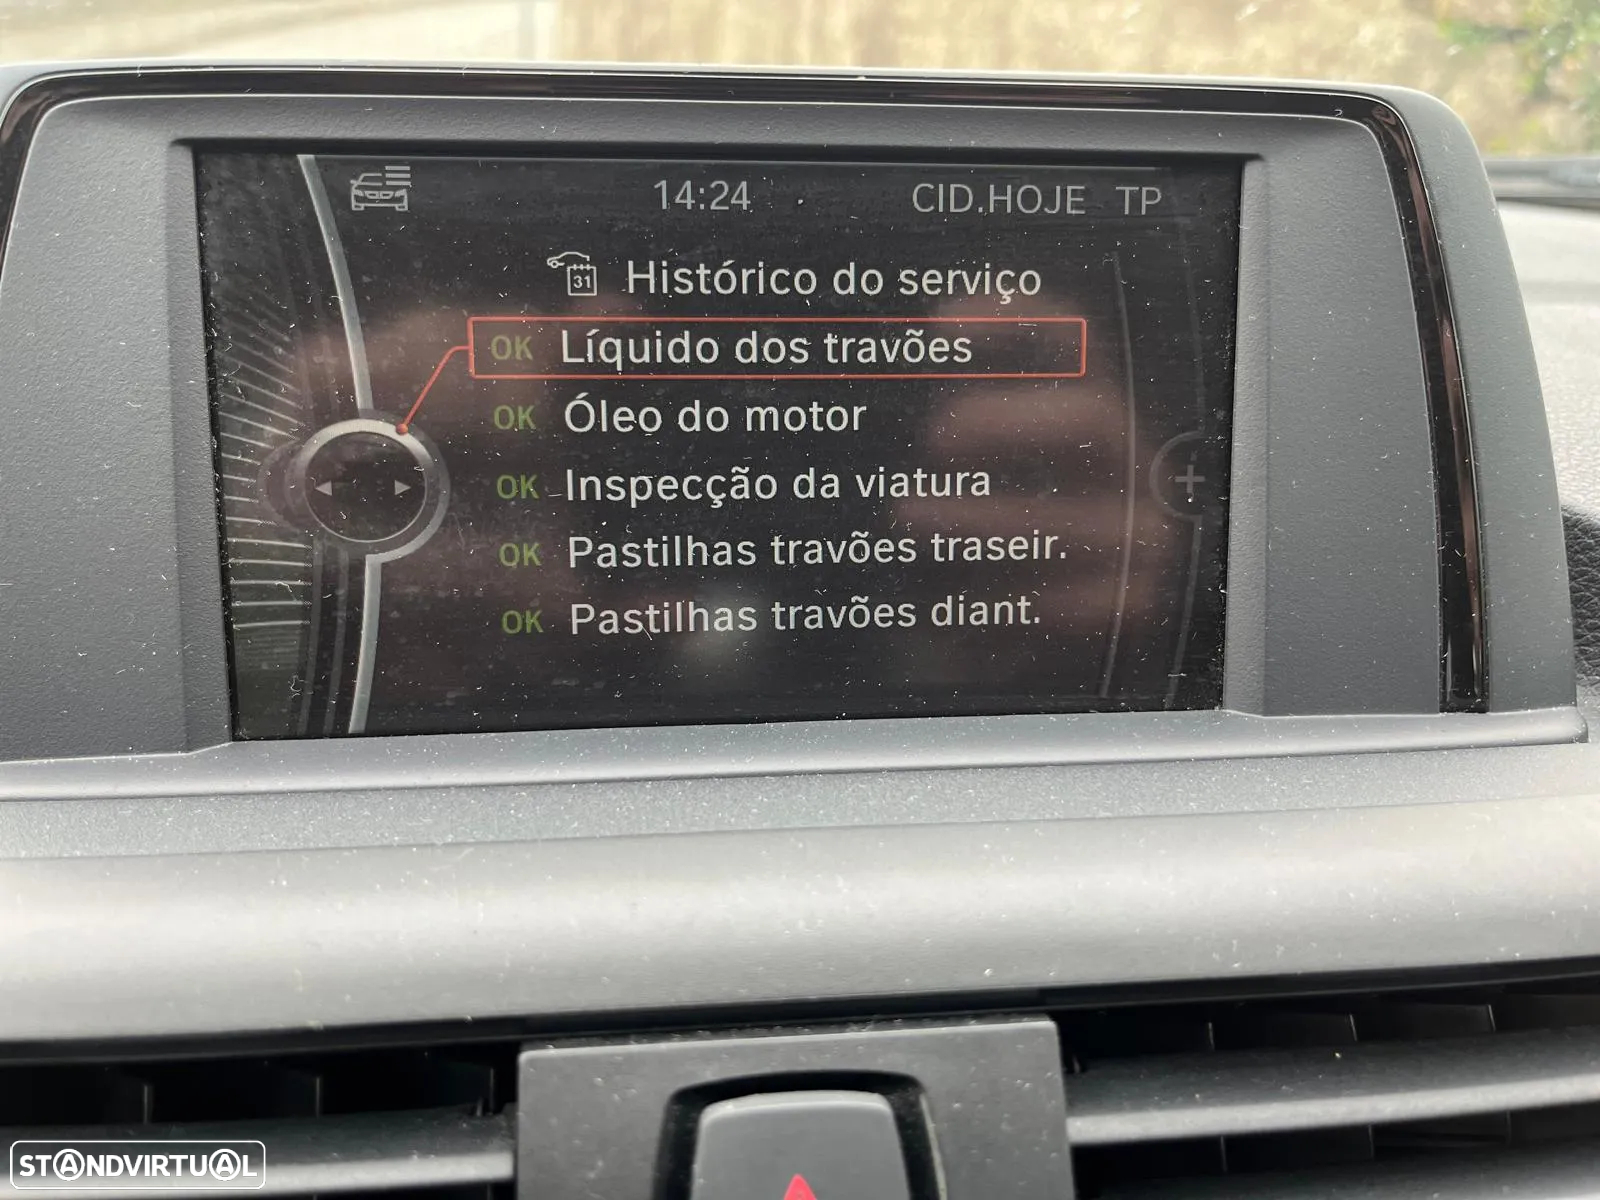 14:24 CID.HOJE TP
31 Histórico do serviço
OK Líquido dos travões
OK Óleo do motor
OK Inspecção da viatura
OK Pastilhas travões traseir.
OK Pastilhas travões diant.
STANDVIRTUAL